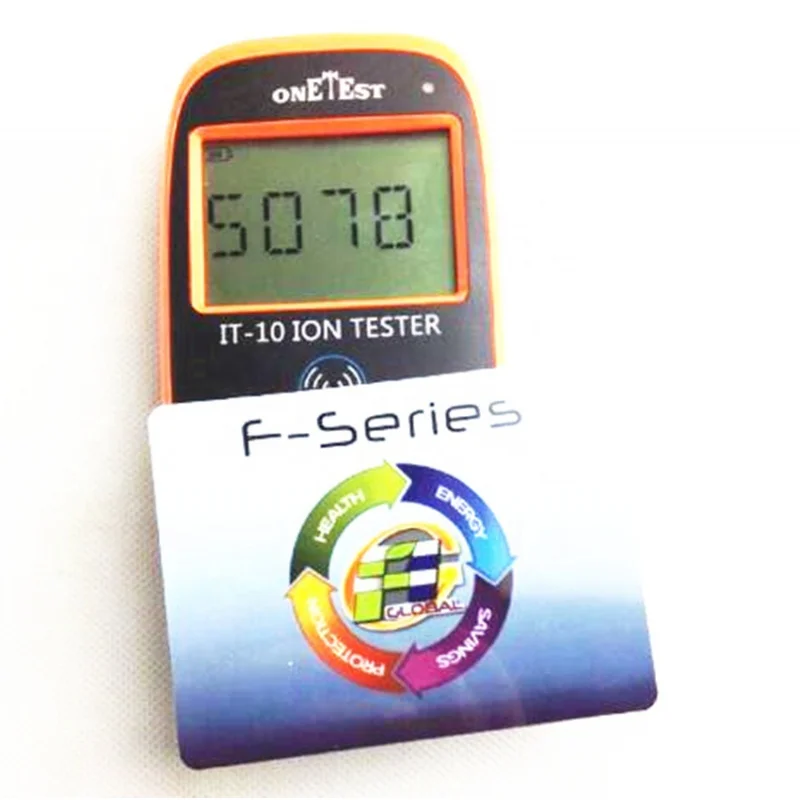 ONETEST
5078
IT-10 ION TESTER
F-Series
HEALTH
ENERGY
GLOBAL
PROTECTION
SAVINGS